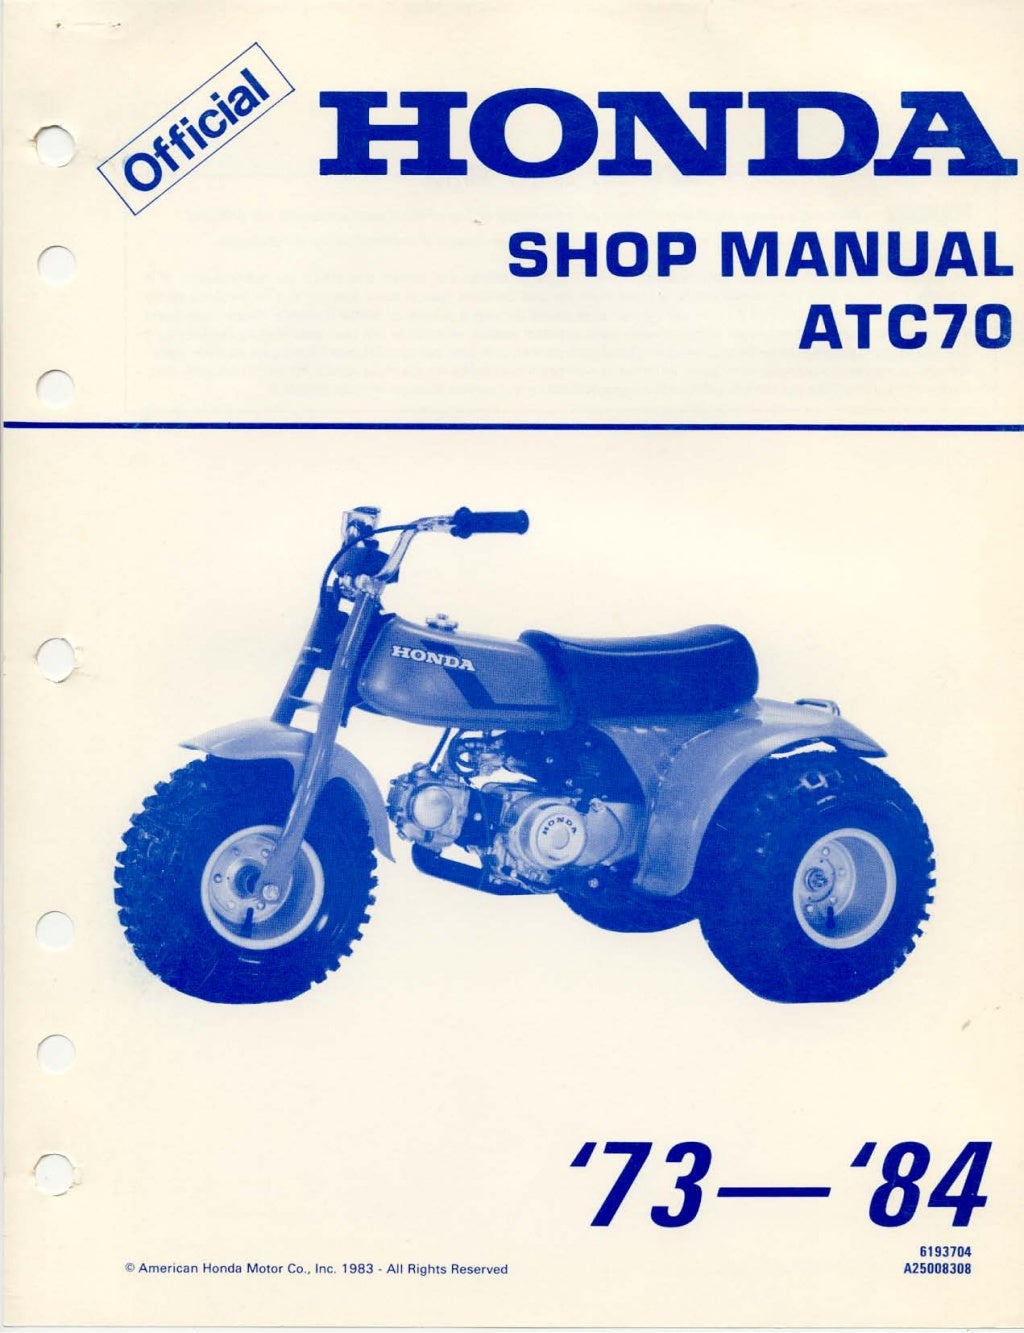 Official
HONDA
SHOP MANUAL
ATC70
HONDA
HONDA
'73—'84
6193704
A25008308
© American Honda Motor Co., Inc. 1983 - All Rights Reserved